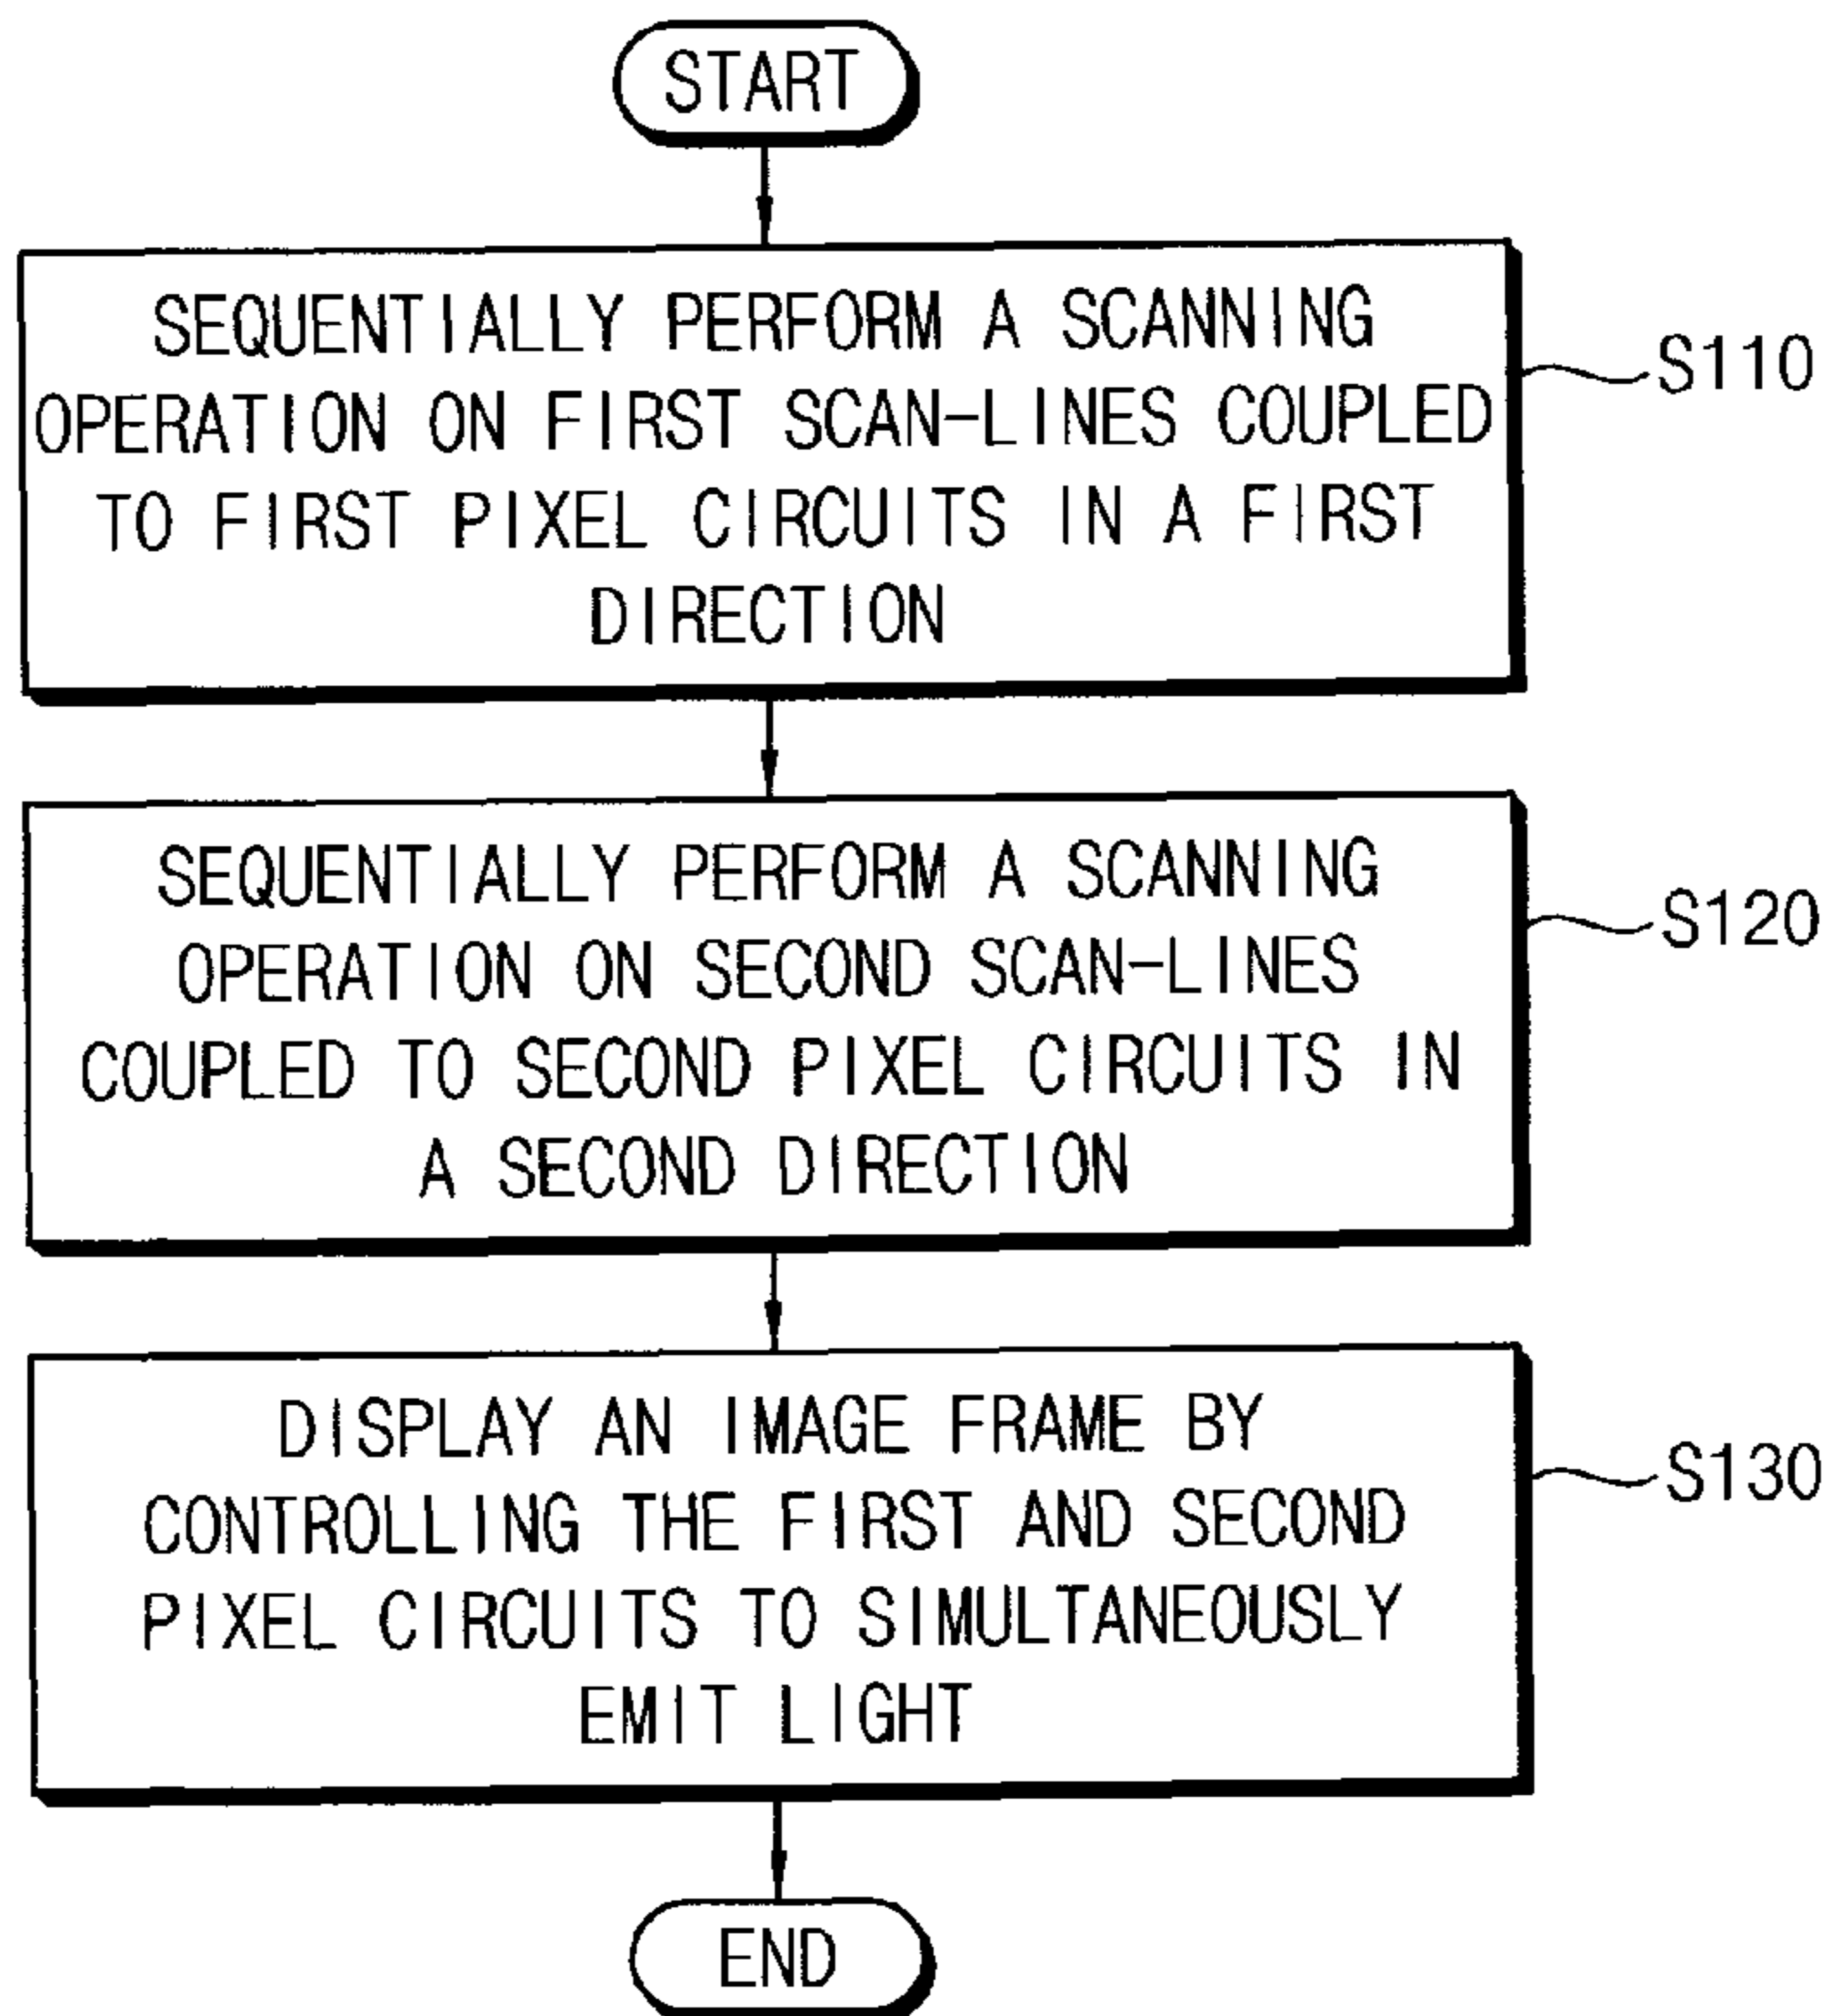 START
SEQUENTIALLY PERFORM A SCANNING
OPERATION ON FIRST SCAN-LINES COUPLED
TO FIRST PIXEL CIRCUITS IN A FIRST
DIRECTION
S110
SEQUENTIALLY PERFORM A SCANNING
OPERATION ON SECOND SCAN-LINES
COUPLED TO SECOND PIXEL CIRCUITS IN
A SECOND DIRECTION
S120
DISPLAY AN IMAGE FRAME BY
CONTROLLING THE FIRST AND SECOND
PIXEL CIRCUITS TO SIMULTANEOUSLY
EMIT LIGHT
S130
END